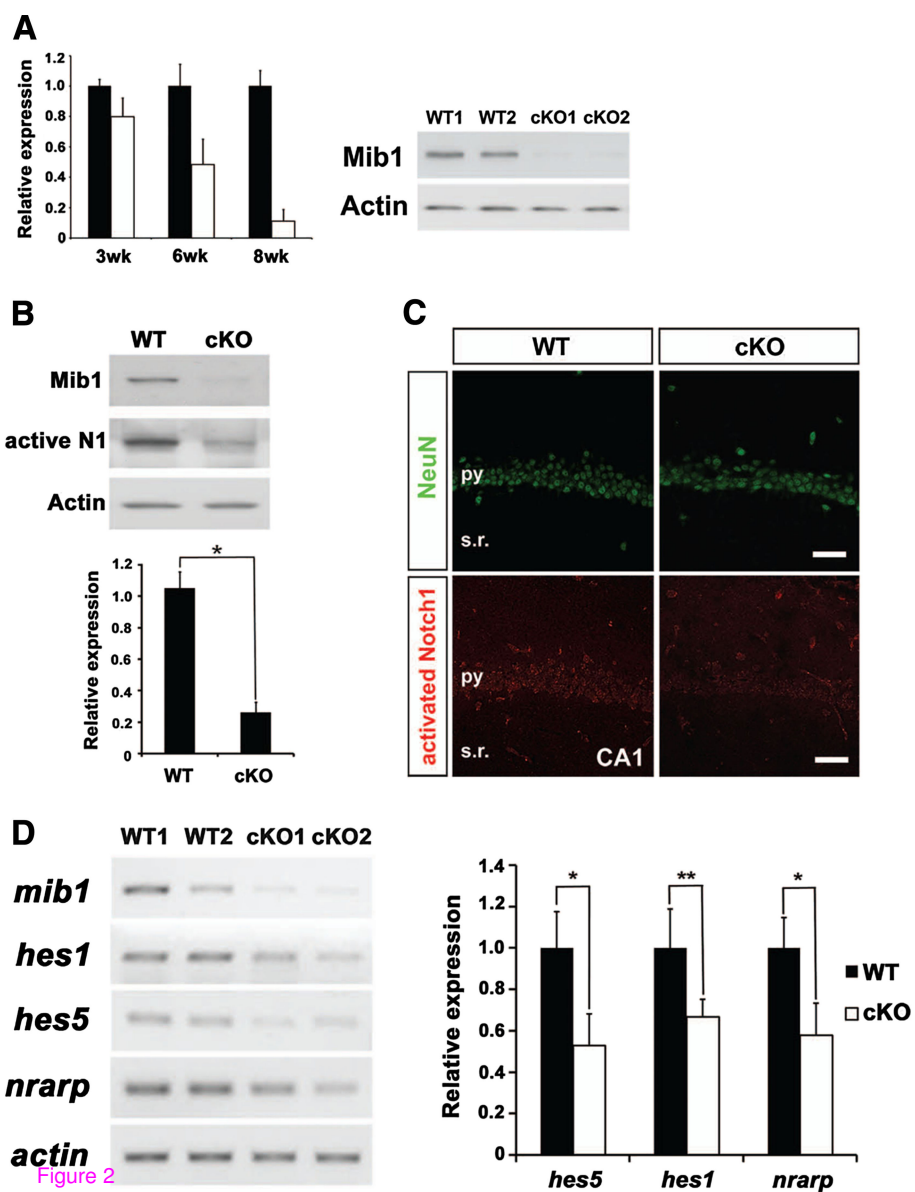 A
Relative expression
1.2
1.0
0.8
0.6
0.4
0.2
0
3wk 6wk 8wk
WT1 WT2 cKO1 cKO2
Mib1
Actin
B
WT cKO
Mib1
active N1
Actin
*
Relative expression
1.2
1.0
0.8
0.6
0.4
0.2
0
WT cKO
C
WT cKO
NeuN
py
s.r.
activated Notch1
py
s.r.
CA1
D
WT1 WT2 cKO1 cKO2
mib1
hes1
hes5
nrarp
actin
Figure 2
Relative expression
1.4
1.2
1.0
0.8
0.6
0.4
0.2
0
* ** *
WT
cKO
hes5 hes1 nrarp